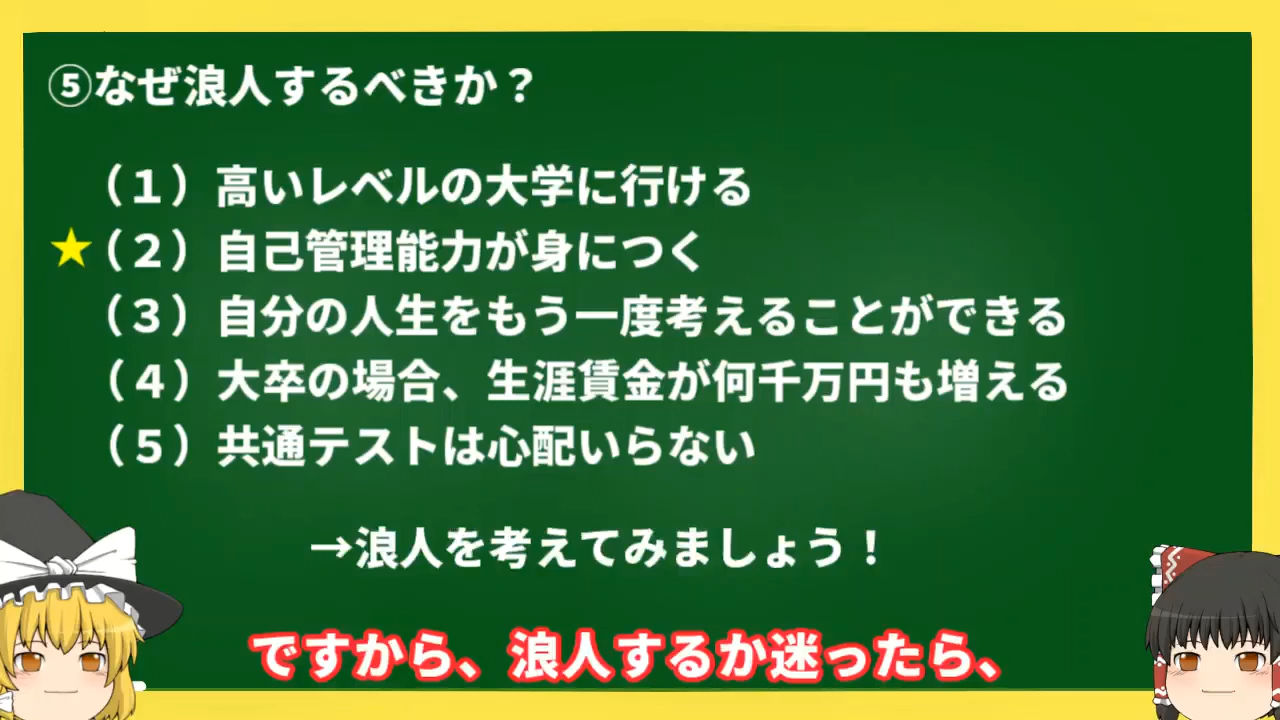 ⑤なぜ浪人するべきか？
（１）高いレベルの大学に行ける
★（２）自己管理能力が身につく
（３）自分の人生をもう一度考えることができる
（４）大卒の場合、生涯賃金が何千万円も増える
（５）共通テストは心配いらない
→浪人を考えてみましょう！
ですから、浪人するか迷ったら、